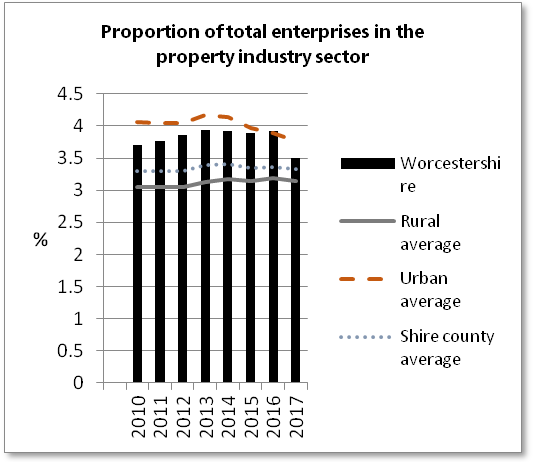 Proportion of total enterprises in the
property industry sector
4.5
4
3.5
3
2.5
2
1.5
1
0.5
0
%
2010
2011
2012
2013
2014
2015
2016
2017
Worcestershi
re
Rural
average
Urban
average
Shire county
average